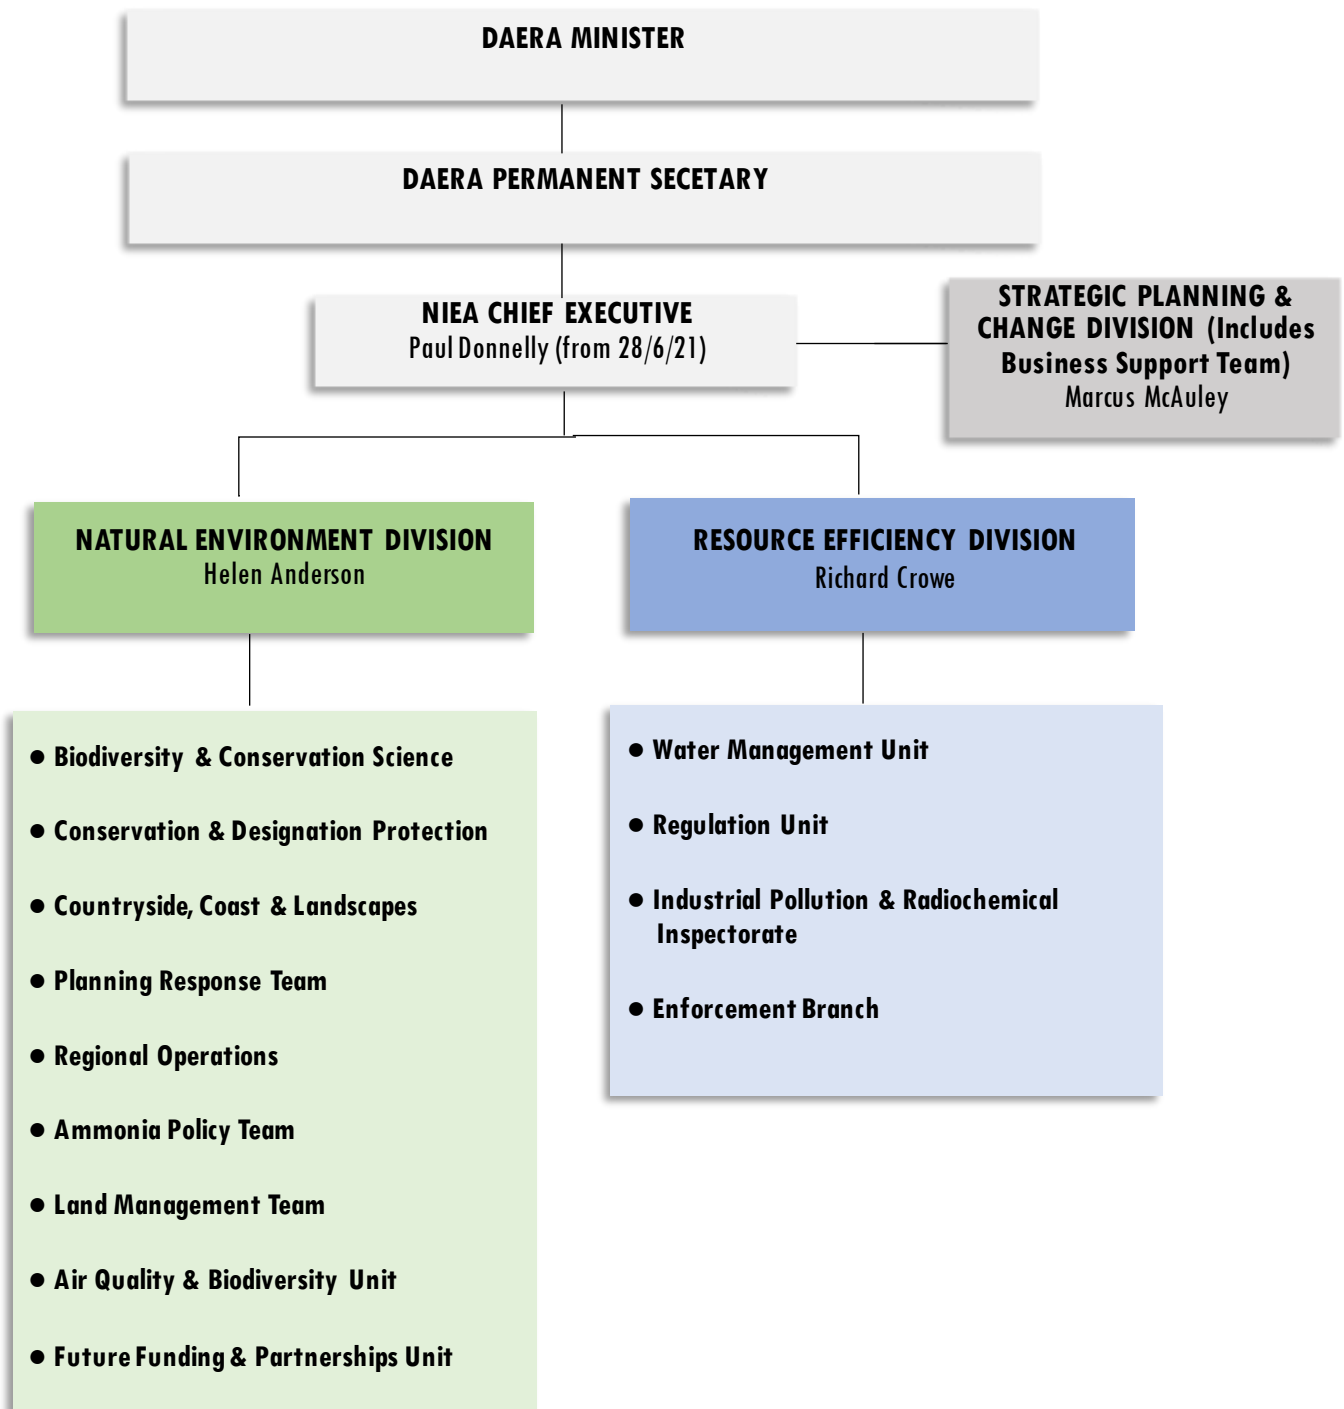 DAERA MINISTER
DAERA PERMANENT SECETARY
NIEA CHIEF EXECUTIVE
Paul Donnelly (from 28/6/21)
STRATEGIC PLANNING &
CHANGE DIVISION (Includes
Business Support Team)
Marcus McAuley
NATURAL ENVIRONMENT DIVISION
Helen Anderson
RESOURCE EFFICIENCY DIVISION
Richard Crowe
● Biodiversity & Conservation Science
● Conservation & Designation Protection
● Countryside, Coast & Landscapes
● Planning Response Team
● Regional Operations
● Ammonia Policy Team
● Land Management Team
● Air Quality & Biodiversity Unit
● Future Funding & Partnerships Unit
● Water Management Unit
● Regulation Unit
● Industrial Pollution & Radiochemical
Inspectorate
● Enforcement Branch